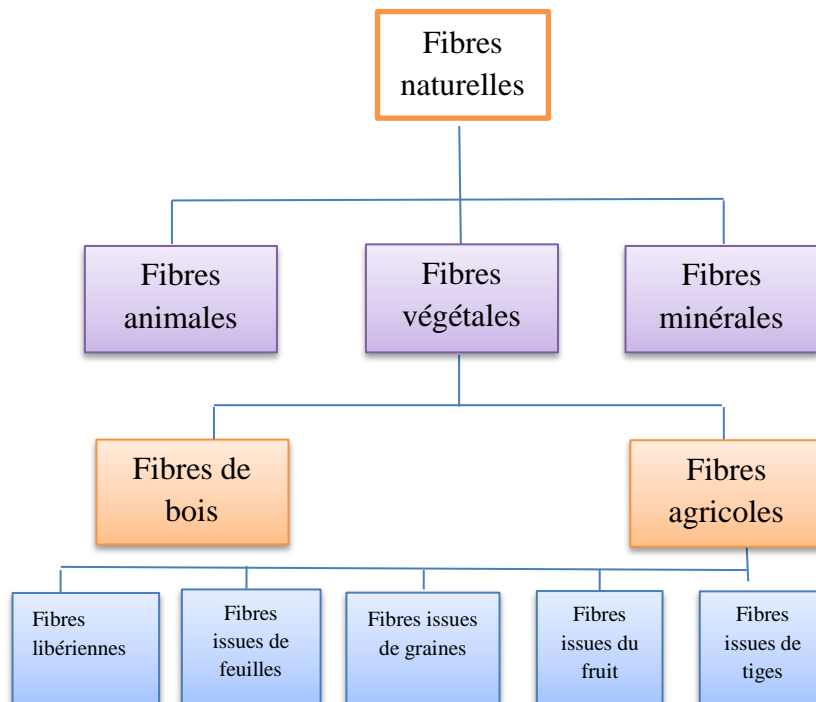 Fibres
naturelles
Fibres
animales
Fibres
végétales
Fibres
minérales
Fibres de
bois
Fibres
agricoles
Fibres
libériennes
Fibres
issues de
feuilles
Fibres issues
de graines
Fibres
issues du
fruit
Fibres
issues de
tiges